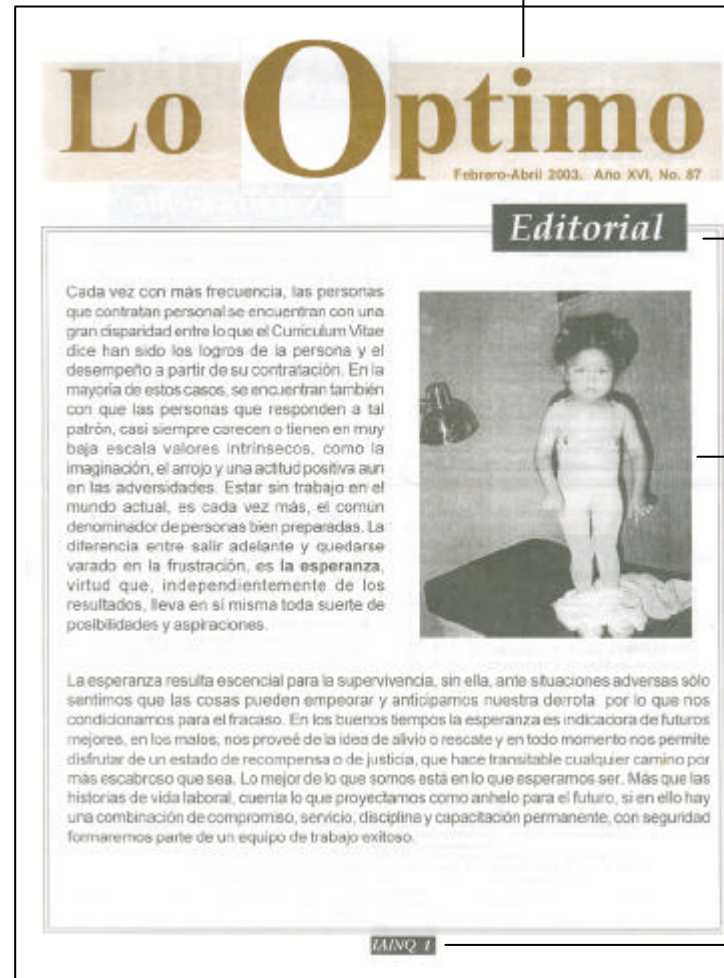 Lo Optimo
Febrero-Abril 2003. Año XVI, No. 87
Editorial
Cada vez con más frecuencia, las personas
que contratan personal se encuentran con una
gran disparidad entre lo que el Curriculum Vitae
dice han sido los logros de la persona y el
desempeño a partir de su contratación. En la
mayoría de estos casos, se encuentran también
con que las personas que responden a tal
patrón, casi siempre carecen o tienen en muy
baja escala valores intrínsecos, como la
imaginación, el arrojo y una actitud positiva aun
en las adversidades. Estar sin trabajo en el
mundo actual, es cada vez más, el común
denominador de personas bien preparadas. La
diferencia entre salir adelante y quedarse
varado en la frustración, es la esperanza,
virtud que, independientemente de los
resultados, lleva en sí misma toda suerte de
posibilidades y aspiraciones.
La esperanza resulta escencial para la supervivencia, sin ella, ante situaciones adversas sólo
sentimos que las cosas pueden empeorar y anticipamos nuestra derrota por lo que nos
condicionamos para el fracaso. En los buenos tiempos la esperanza es indicadora de futuros
mejores, en los malos, nos proveé de la idea de alivio o rescate y en todo momento nos permite
disfrutar de un estado de recompensa o de justicia, que hace transitable cualquier camino por
más escabroso que sea. Lo mejor de lo que somos está en lo que esperamos ser. Más que las
historias de vida laboral, cuenta lo que proyectamos como anhelo para el futuro, si en ello hay
una combinación de compromiso, servicio, disciplina y capacitación permanente, con seguridad
formaremos parte de un equipo de trabajo exitoso.
IAINQ 1